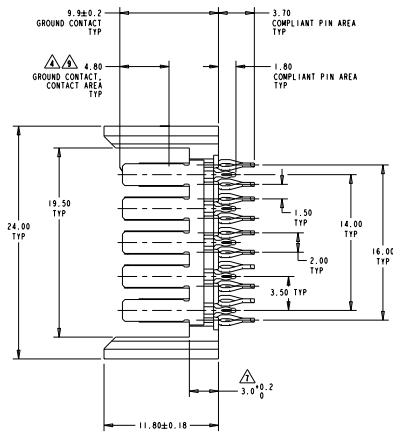 9.9±0.2
GROUND CONTACT
TYP
3.70
COMPLIANT PIN AREA
TYP
4 9 4.80
GROUND CONTACT,
CONTACT AREA
TYP
1.80
COMPLIANT PIN AREA
TYP
24.00
TYP
19.50
TYP
1.50
TYP
14.00
TYP
16.00
TYP
2.00
TYP
3.50 TYP
7
3.0 +0.2
0
11.80±0.18